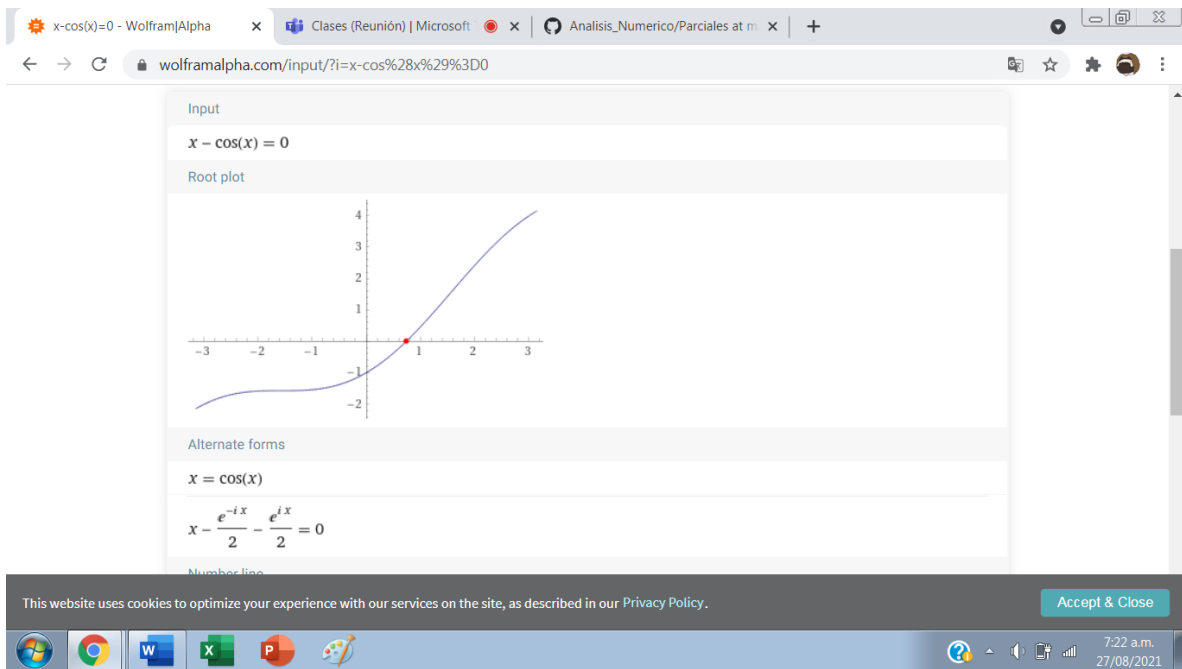 x-cos(x)=0 - Wolfram|Alpha
Clases (Reunión) | Microsoft
Analisis_Numerico/Parciales at m
wolframalpha.com/input/?i=x-cos%28x%29%3D0
Input
x – cos(x) = 0
Root plot
4
3
2
1
−3 −2 −1 1 2 3
−1
−2
Alternate forms
x = cos(x)
x − e^{−i x}/2 − e^{i x}/2 = 0
Number line
This website uses cookies to optimize your experience with our services on the site, as described in our Privacy Policy.
Accept & Close
W X P
7:22 a.m.
27/08/2021